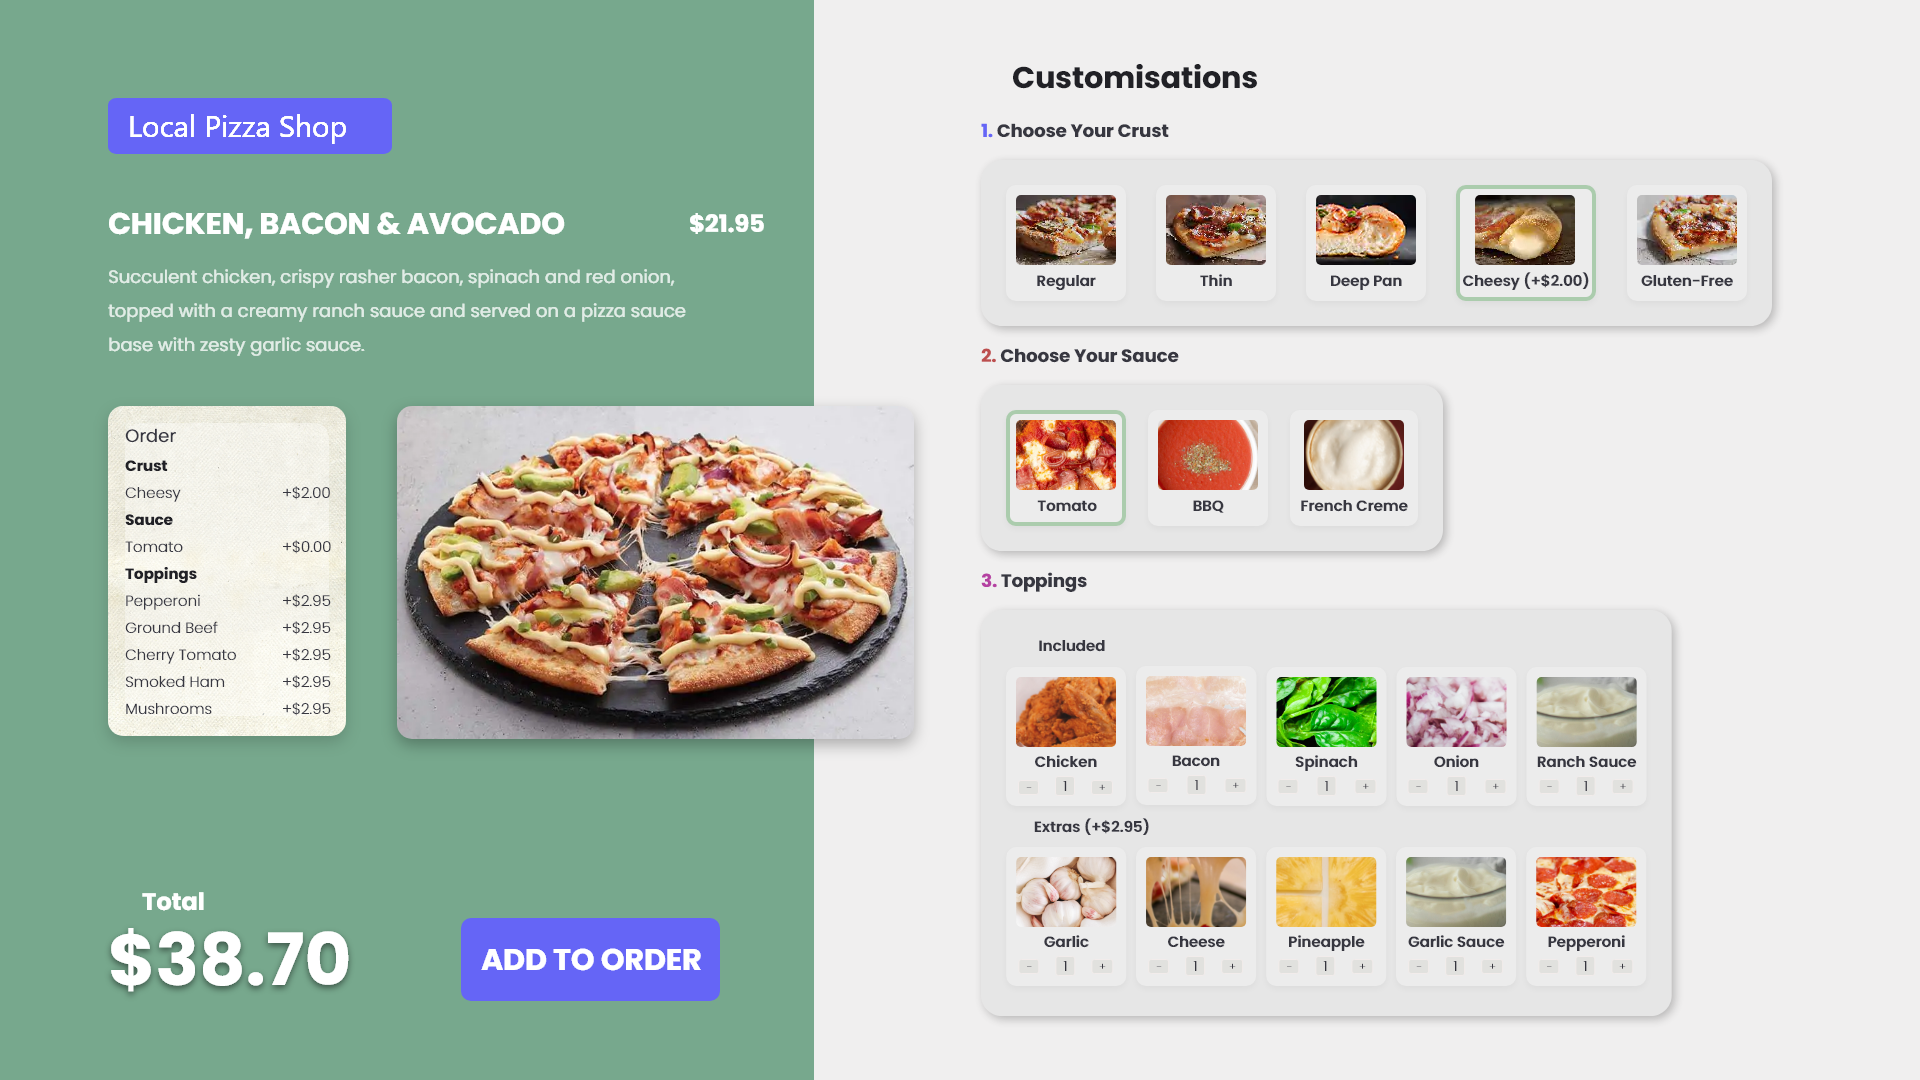 Local Pizza Shop
CHICKEN, BACON & AVOCADO $21.95
Succulent chicken, crispy rasher bacon, spinach and red onion,
topped with a creamy ranch sauce and served on a pizza sauce
base with zesty garlic sauce.
Order
Crust
Cheesy +$2.00
Sauce
Tomato +$0.00
Toppings
Pepperoni +$2.95
Ground Beef +$2.95
Cherry Tomato +$2.95
Smoked Ham +$2.95
Mushrooms +$2.95
Total
$38.70
ADD TO ORDER
Customisations
1. Choose Your Crust
Regular Thin Deep Pan Cheesy (+$2.00) Gluten-Free
2. Choose Your Sauce
Tomato BBQ French Creme
3. Toppings
Included
Chicken Bacon Spinach Onion Ranch Sauce
- 1 + - 1 + - 1 + - 1 + - 1 +
Extras (+$2.95)
Garlic Cheese Pineapple Garlic Sauce Pepperoni
- 1 + - 1 + - 1 + - 1 + - 1 +